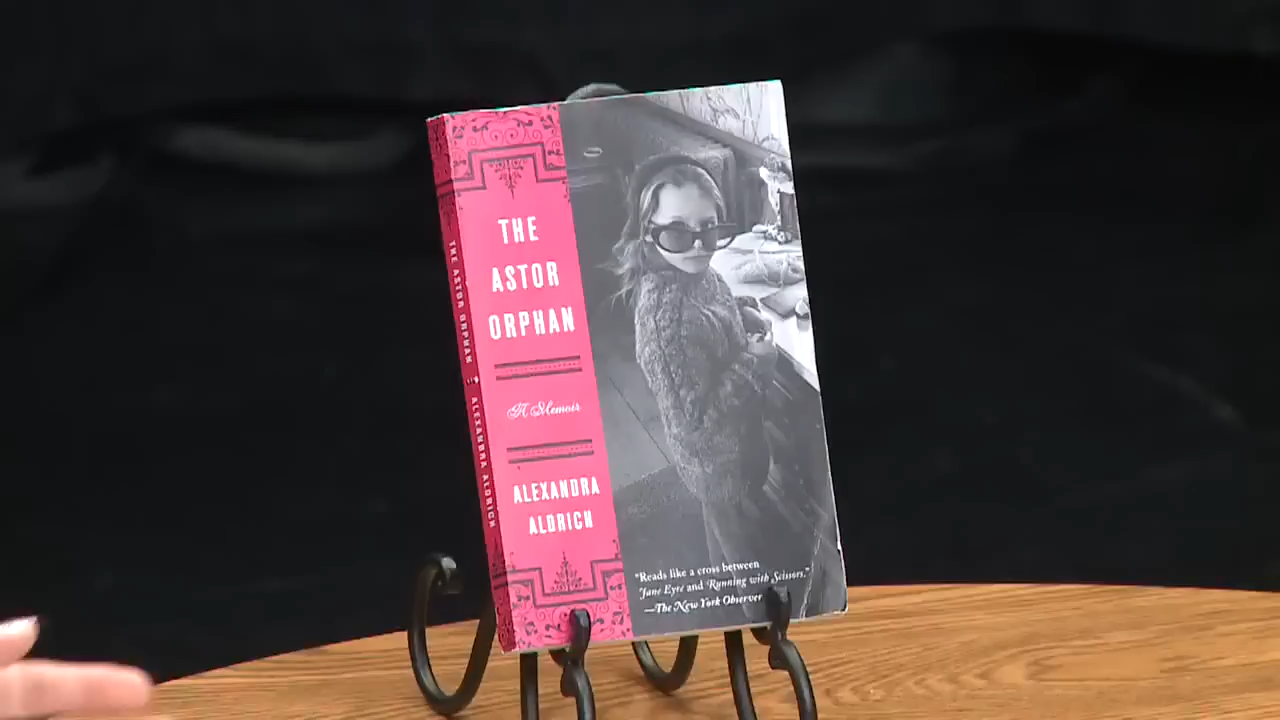 THE
ASTOR
ORPHAN
A Memoir
ALEXANDRA
ALDRICH
"Reads like a cross between
Jane Eyre and Running with Scissors."
—The New York Observer
THE ASTOR ORPHAN ALEXANDRA ALDRICH